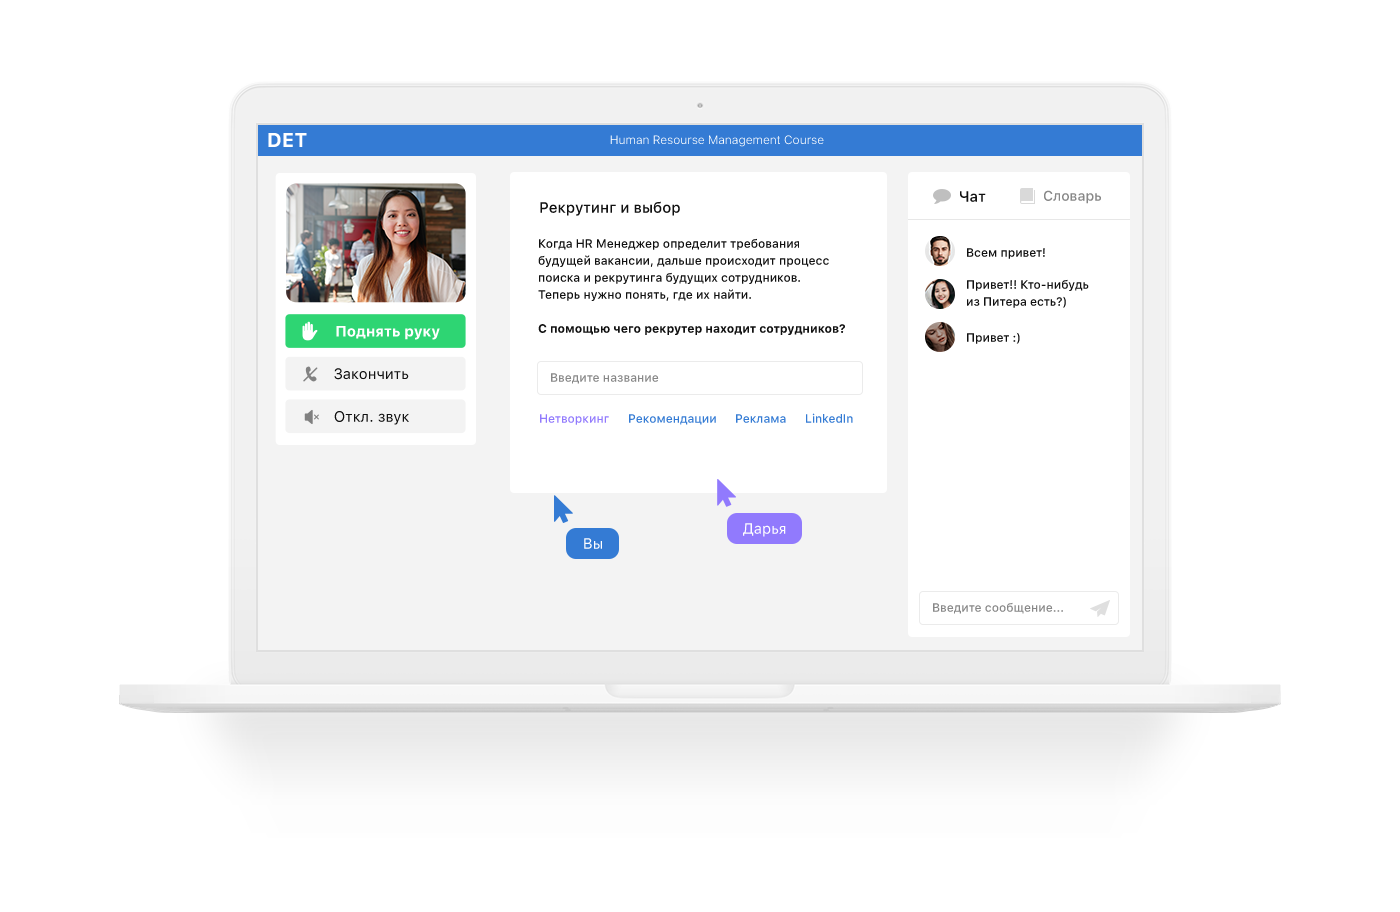 DET
Human Resourse Management Course
Поднять руку
Закончить
Откл. звук
Рекрутинг и выбор
Когда HR Менеджер определит требования
будущей вакансии, дальше происходит процесс
поиска и рекрутинга будущих сотрудников.
Теперь нужно понять, где их найти.
С помощью чего рекрутер находит сотрудников?
Введите название
Нетворкинг Рекомендации Реклама LinkedIn
Вы
Дарья
Чат Словарь
Всем привет!
Привет!! Кто-нибудь
из Питера есть?)
Привет :)
Введите сообщение...